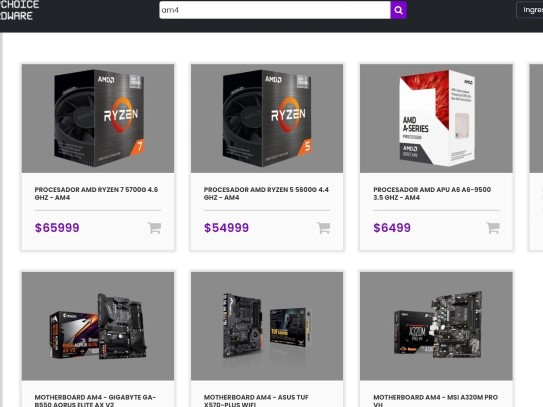 CHOICE
DWARE
am4
Ingre
AMD
RYZEN
7
AMD
RYZEN
5
AMD
A-SERIES
AMD
PROCESADOR AMD RYZEN 7 5700G 4.6
GHZ - AM4
PROCESADOR AMD RYZEN 5 5600G 4.4
GHZ - AM4
PROCESADOR AMD APU A6 A6-9500
3.5 GHZ - AM4
$65999
$54999
$6499
A320M
MOTHERBOARD AM4 - GIGABYTE GA-
B550 AORUS ELITE AX V2
MOTHERBOARD AM4 - ASUS TUF
X570-PLUS WIFI
MOTHERBOARD AM4 - MSI A320M PRO
VH